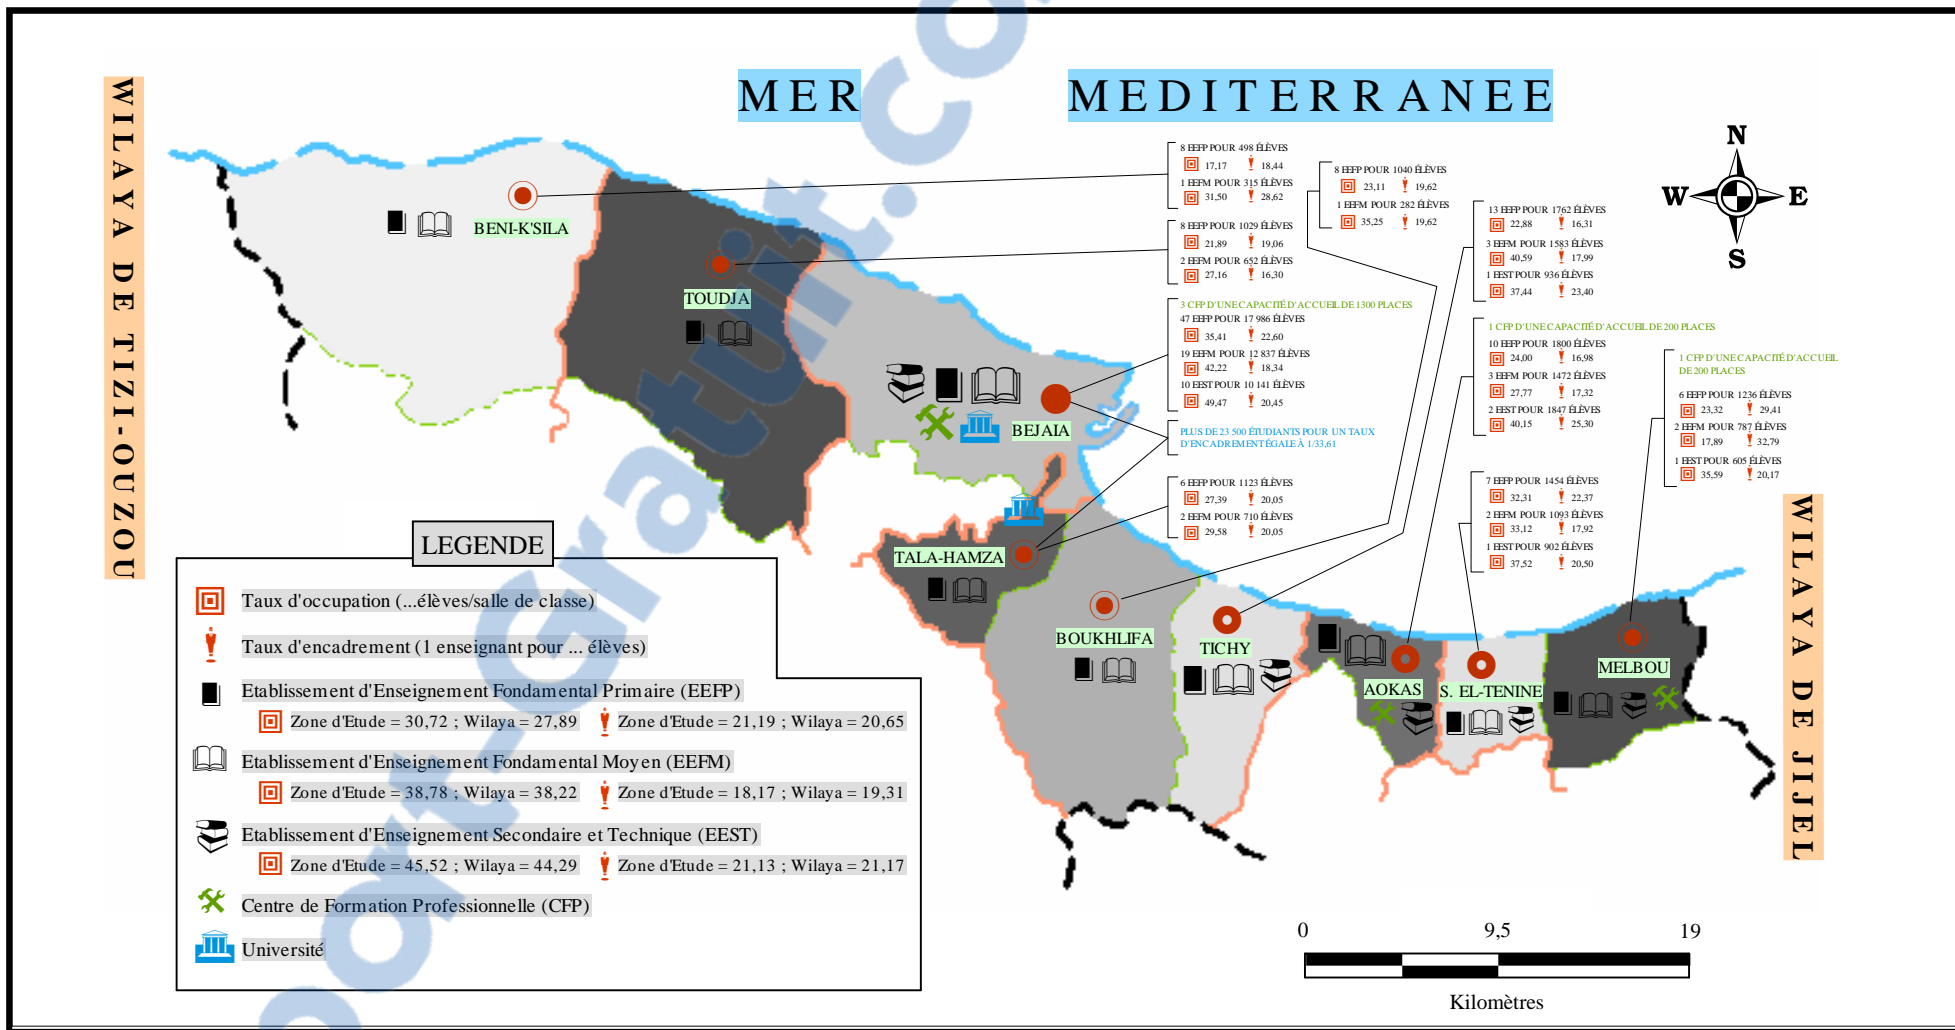 MER MEDITERRANEE
WILAYA DE TIZI-OUZOU
N
W E
S
BENI-K'SILA
TOUDJA
BEJAIA
TALA-HAMZA
BOUKHLIFA
TICHY
AOKAS
S. EL-TENINE
MELBOU
WILAYA DE JIJEL
8 EEFP POUR 498 ÉLÈVES
17,17 18,44
1 EEFM POUR 315 ÉLÈVES
31,50 28,62
8 EEFP POUR 1029 ÉLÈVES
21,89 19,06
2 EEFM POUR 652 ÉLÈVES
27,16 16,30
3 CFP D'UNE CAPACITÉ D'ACCUEIL DE 1300 PLACES
47 EEFP POUR 17 986 ÉLÈVES
35,41 22,60
19 EEFM POUR 12 837 ÉLÈVES
42,22 18,34
10 EEST POUR 10 141 ÉLÈVES
49,47 20,45
PLUS DE 23 500 ÉTUDIANTS POUR UN TAUX
D'ENCADREMENT ÉGALE À 1/33,61
6 EEFP POUR 1123 ÉLÈVES
27,39 20,05
2 EEFM POUR 710 ÉLÈVES
29,58 20,05
8 EEFP POUR 1040 ÉLÈVES
23,11 19,62
1 EEFM POUR 282 ÉLÈVES
35,25 19,62
13 EEFP POUR 1762 ÉLÈVES
22,88 16,31
3 EEFM POUR 1583 ÉLÈVES
40,59 17,99
1 EEST POUR 936 ÉLÈVES
37,44 23,40
1 CFP D'UNE CAPACITÉ D'ACCUEIL DE 200 PLACES
10 EEFP POUR 1800 ÉLÈVES
24,00 16,98
3 EEFM POUR 1472 ÉLÈVES
27,77 17,32
2 EEST POUR 1847 ÉLÈVES
40,15 25,30
7 EEFP POUR 1454 ÉLÈVES
32,31 22,37
2 EEFM POUR 1093 ÉLÈVES
33,12 17,92
1 EEST POUR 902 ÉLÈVES
37,52 20,50
1 CFP D'UNE CAPACITÉ D'ACCUEIL
DE 200 PLACES
6 EEFP POUR 1236 ÉLÈVES
23,32 29,41
2 EEFM POUR 787 ÉLÈVES
17,89 32,79
1 EEST POUR 605 ÉLÈVES
35,59 20,17
LEGENDE
Taux d'occupation (...élèves/salle de classe)
Taux d'encadrement (1 enseignant pour ... élèves)
Etablissement d'Enseignement Fondamental Primaire (EEFP)
Zone d'Etude = 30,72 ; Wilaya = 27,89 Zone d'Etude = 21,19 ; Wilaya = 20,65
Etablissement d'Enseignement Fondamental Moyen (EEFM)
Zone d'Etude = 38,78 ; Wilaya = 38,22 Zone d'Etude = 18,17 ; Wilaya = 19,31
Etablissement d'Enseignement Secondaire et Technique (EEST)
Zone d'Etude = 45,52 ; Wilaya = 44,29 Zone d'Etude = 21,13 ; Wilaya = 21,17
Centre de Formation Professionnelle (CFP)
Université
0 9,5 19
Kilomètres
port-Gratuit.co